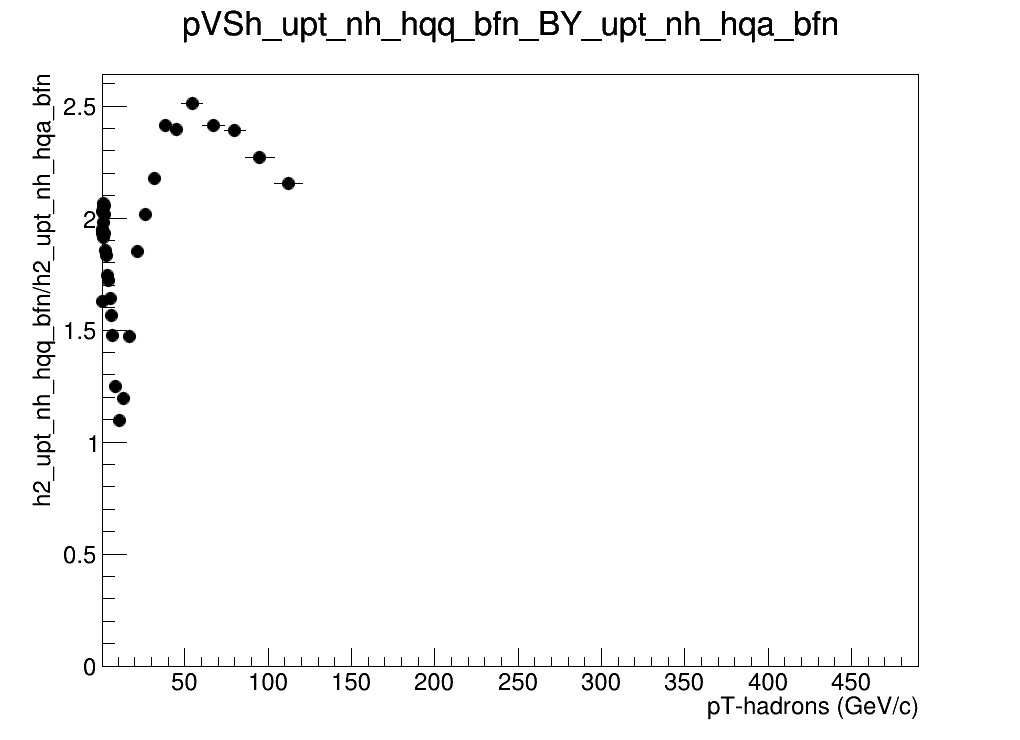 pVSh_upt_nh_hqq_bfn_BY_upt_nh_hqa_bfn
h2_upt_nh_hqq_bfn/h2_upt_nh_hqa_bfn
2.5
2
1.5
1
0.5
0
50 100 150 200 250 300 350 400 450
pT-hadrons (GeV/c)